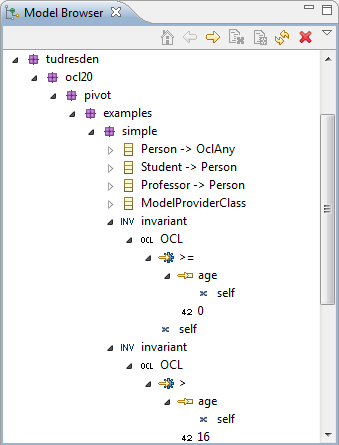 Model Browser
tudresden
ocl20
pivot
examples
simple
Person -> OclAny
Student -> Person
Professor -> Person
ModelProviderClass
INV invariant
OCL OCL
>=
age
self
42 0
self
INV invariant
OCL OCL
>
age
self
42 16